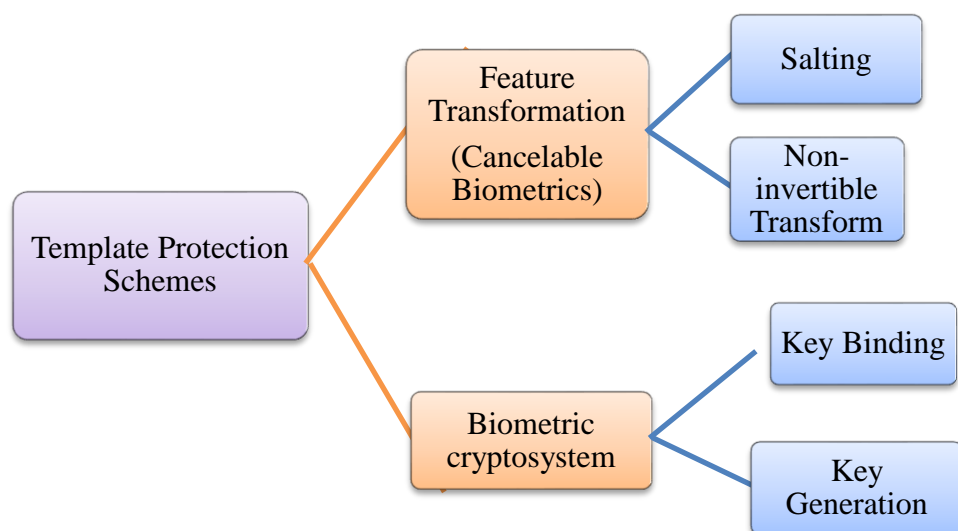 Template Protection
Schemes
Feature
Transformation
(Cancelable
Biometrics)
Salting
Non-
invertible
Transform
Biometric
cryptosystem
Key Binding
Key
Generation